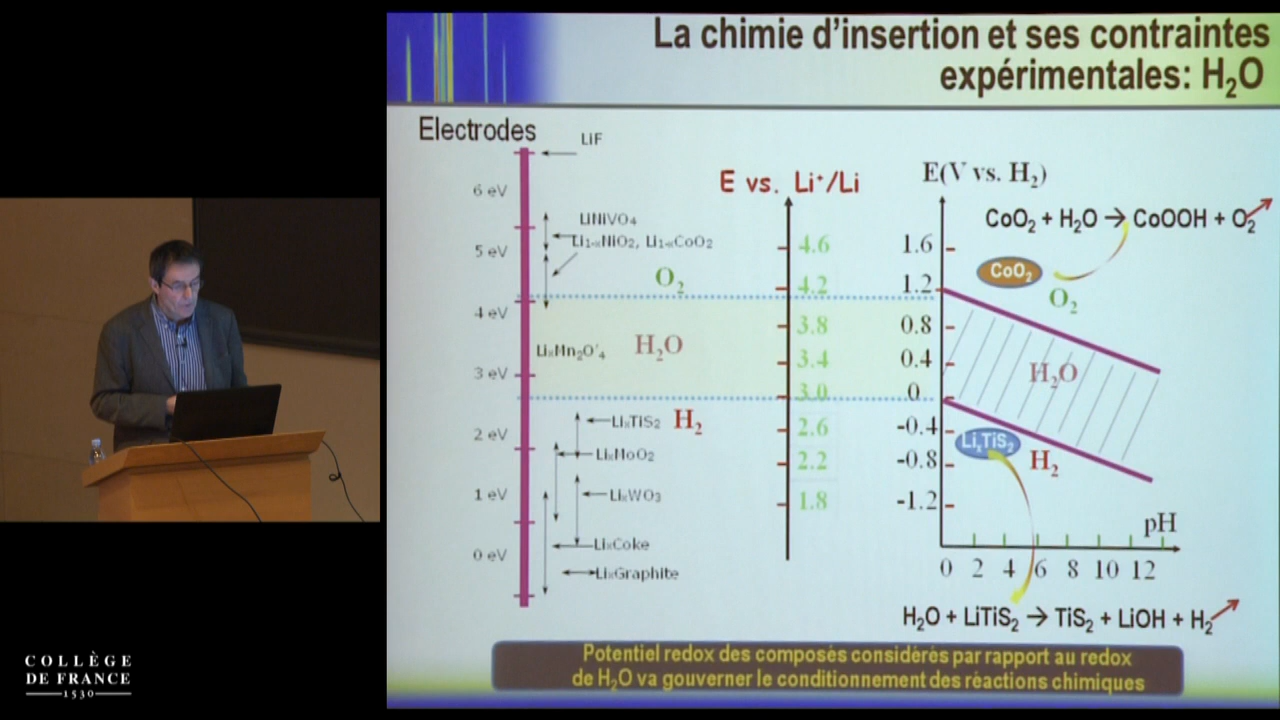 La chimie d'insertion et ses contraintes
expérimentales: H₂O
Electrodes
LiF
6 eV
LiNiVO₄
Li₁₋ₓNiO₂, Li₁₋ₓCoO₂
5 eV
O₂
4 eV
LiₓMn₂O₄
H₂O
3 eV
LiₓTiS₂
H₂
2 eV
LiₓMoO₂
1 eV
LiₓWO₃
LiₓCoke
0 eV
LiₓGraphite
E vs. Li⁺/Li
4.6
4.2
3.8
3.4
3.0
2.6
2.2
1.8
E(V vs. H₂)
CoO₂ + H₂O → CoOOH + O₂
1.6
CoO₂
1.2
O₂
0.8
0.4
H₂O
0
-0.4
LiₓTiS₂
H₂
-0.8
-1.2
pH
0 2 4 6 8 10 12
H₂O + LiTiS₂ → TiS₂ + LiOH + H₂
Potentiel redox des composés considérés par rapport au redox
de H₂O va gouverner le conditionnement des réactions chimiques
COLLÈGE
DE FRANCE
1530